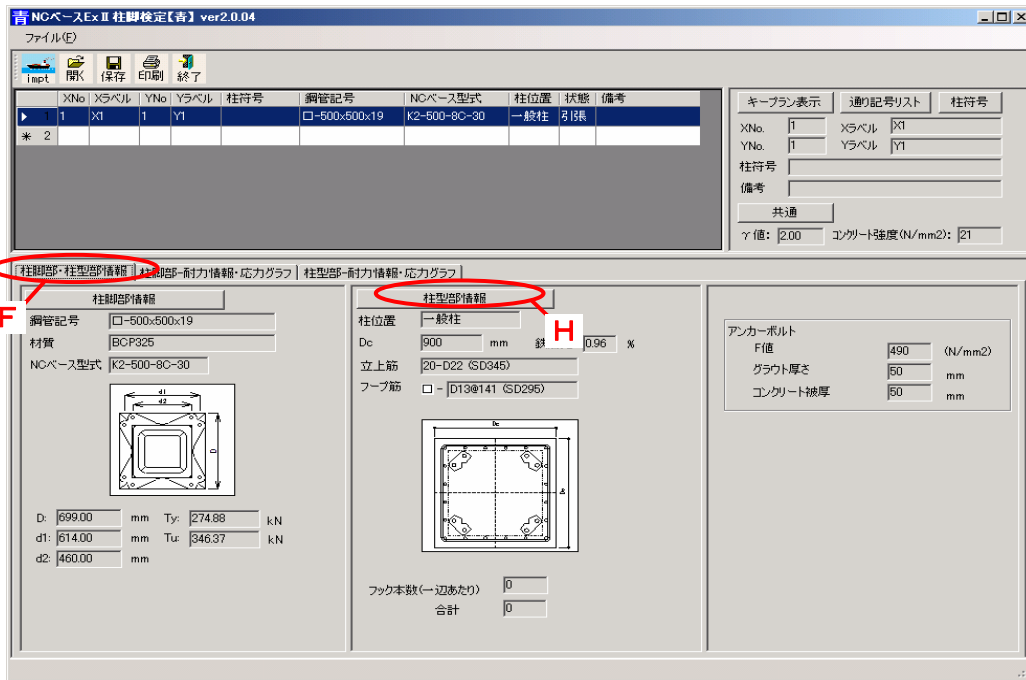 青 NCベースExⅡ 柱脚検定【青】 ver2.0.04
ファイル(F)
impt 開く 保存 印刷 終了
XNo Xラベル YNo Yラベル 柱符号 鋼管記号 NCベース型式 柱位置 状態 備考
1 1 X1 1 Y1 □-500x500x19 K2-500-8C-30 一般柱 引張
* 2
キープラン表示 通り記号リスト 柱符号
XNo. 1 Xラベル X1
YNo. 1 Yラベル Y1
柱符号
備考
共通
γ値: 2.00 コンクリート強度(N/mm2): 21
柱脚部・柱型部情報 柱脚部-耐力情報・応力グラフ 柱型部-耐力情報・応力グラフ
F
柱脚部情報
鋼管記号 □-500x500x19
材質 BCP325
NCベース型式 K2-500-8C-30
d1
d2
D
D: 699.00 mm Ty: 274.88 kN
d1: 614.00 mm Tu: 346.37 kN
d2: 460.00 mm
柱型部情報
H
柱位置 一般柱
Dc 900 mm 鉄 0.96 %
立上筋 20-D22 (SD345)
フープ筋 □ - D13@141 (SD295)
Dc
Dc
フック本数(一辺あたり) 0
合計 0
アンカーボルト
F値 490 (N/mm2)
グラウト厚さ 50 mm
コンクリート被厚 50 mm